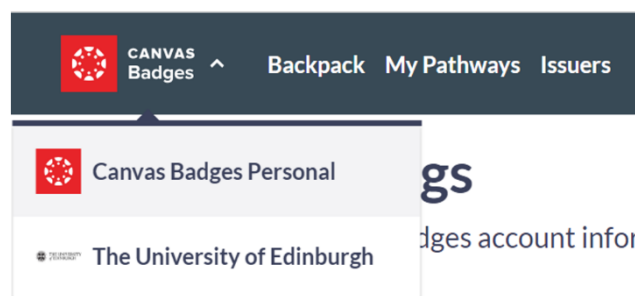 CANVAS
Badges
Backpack My Pathways Issuers
Canvas Badges Personal
gs
dges account infor
The University of Edinburgh